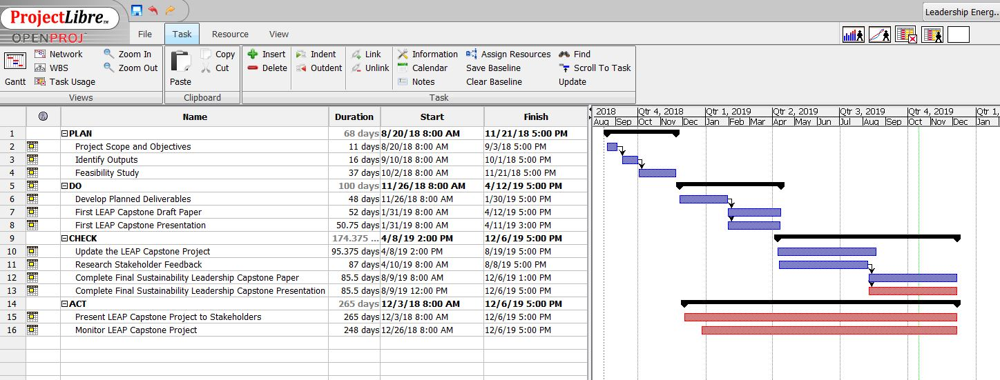 ProjectLibre™
OPENPROJ
Leadership Energ...
File Task Resource View
Network Zoom In Copy Insert Indent Link Information Assign Resources Find
WBS Zoom Out Cut Delete Outdent Unlink Calendar Save Baseline Scroll To Task
Gantt Task Usage Paste Notes Clear Baseline Update
Views Clipboard Task
Name Duration Start Finish
2018 Qtr 4, 2018 Qtr 1, 2019 Qtr 2, 2019 Qtr 3, 2019 Qtr 4, 2019 Qtr 1,
Aug Sep Oct Nov Dec Jan Feb Mar Apr May Jun Jul Aug Sep Oct Nov Dec Jan
1 PLAN 68 days 8/20/18 8:00 AM 11/21/18 5:00 PM
2 Project Scope and Objectives 11 days 8/20/18 8:00 AM 9/3/18 5:00 PM
3 Identify Outputs 16 days 9/10/18 8:00 AM 10/1/18 5:00 PM
4 Feasibility Study 37 days 10/2/18 8:00 AM 11/21/18 5:00 PM
5 DO 100 days 11/26/18 8:00 AM 4/12/19 5:00 PM
6 Develop Planned Deliverables 48 days 11/26/18 8:00 AM 1/30/19 5:00 PM
7 First LEAP Capstone Draft Paper 52 days 1/31/19 8:00 AM 4/12/19 5:00 PM
8 First LEAP Capstone Presentation 50.75 days 1/31/19 8:00 AM 4/11/19 3:00 PM
9 CHECK 174.375 ... 4/8/19 2:00 PM 12/6/19 5:00 PM
10 Update the LEAP Capstone Project 95.375 days 4/8/19 2:00 PM 8/19/19 5:00 PM
11 Research Stakeholder Feedback 87 days 4/10/19 8:00 AM 8/8/19 5:00 PM
12 Complete Final Sustainability Leadership Capstone Paper 85.5 days 8/9/19 8:00 AM 12/6/19 1:00 PM
13 Complete Final Sustainability Leadership Capstone Presentation 85.5 days 8/9/19 12:00 PM 12/6/19 5:00 PM
14 ACT 265 days 12/3/18 8:00 AM 12/6/19 5:00 PM
15 Present LEAP Capstone Project to Stakeholders 265 days 12/3/18 8:00 AM 12/6/19 5:00 PM
16 Monitor LEAP Capstone Project 248 days 12/26/18 8:00 AM 12/6/19 5:00 PM